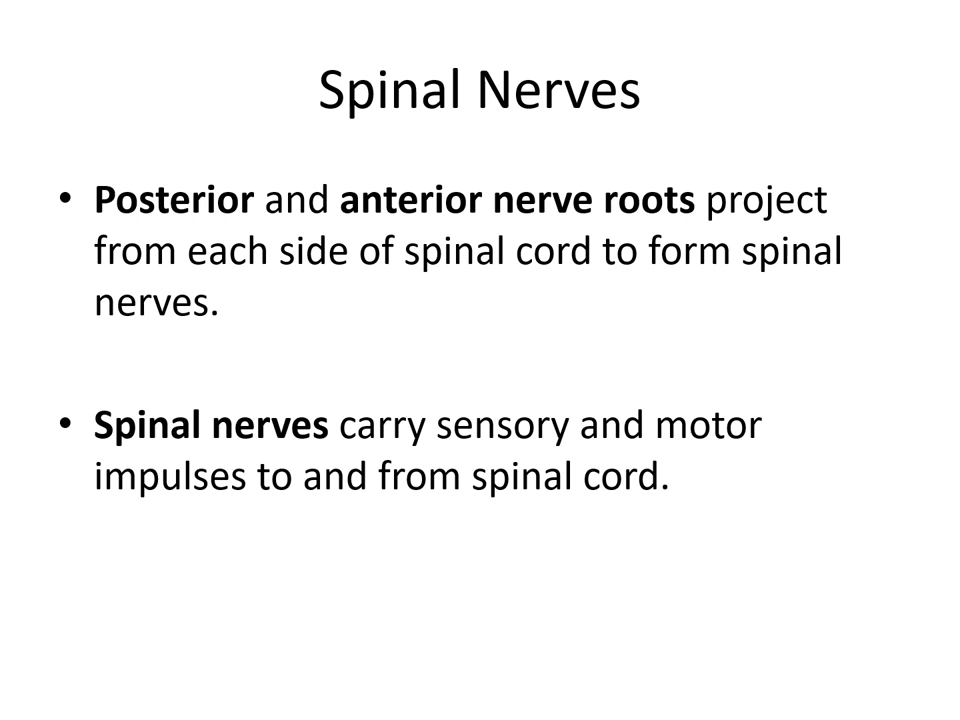 Spinal Nerves
• Posterior and anterior nerve roots project
from each side of spinal cord to form spinal
nerves.
• Spinal nerves carry sensory and motor
impulses to and from spinal cord.